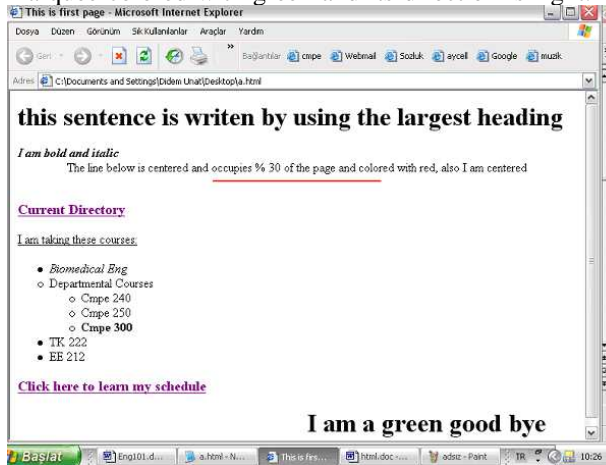 This is first page - Microsoft Internet Explorer
Dosya Düzen Görünüm Sık Kullanılanlar Araçlar Yardım
Geri Bağlantılar cmpe Webmail Sozluk aycell Google muzik
Adres C:\Documents and Settings\Didem Unat\Desktop\a.html
this sentence is writen by using the largest heading
I am bold and italic
The line below is centered and occupies % 30 of the page and colored with red, also I am centered
Current Directory
I am taking these courses:
Biomedical Eng
Departmental Courses
Cmpe 240
Cmpe 250
Cmpe 300
TK 222
EE 212
Click here to learn my schedule
I am a green good bye
Başlat Eng101.d... a.html - N... This is firs... html.doc -... adsız - Paint TR 10:26